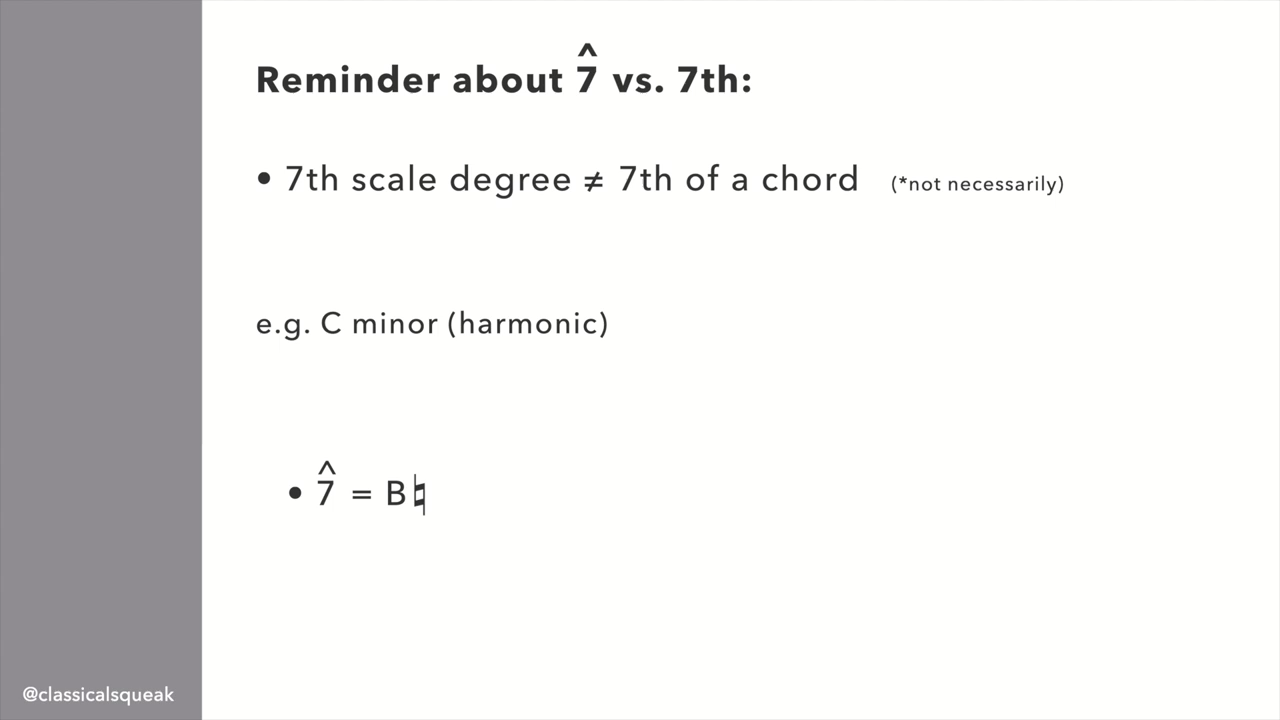 Reminder about 7̂ vs. 7th:
• 7th scale degree ≠ 7th of a chord (*not necessarily)
e.g. C minor (harmonic)
• 7̂ = B♮
@classicalsqueak